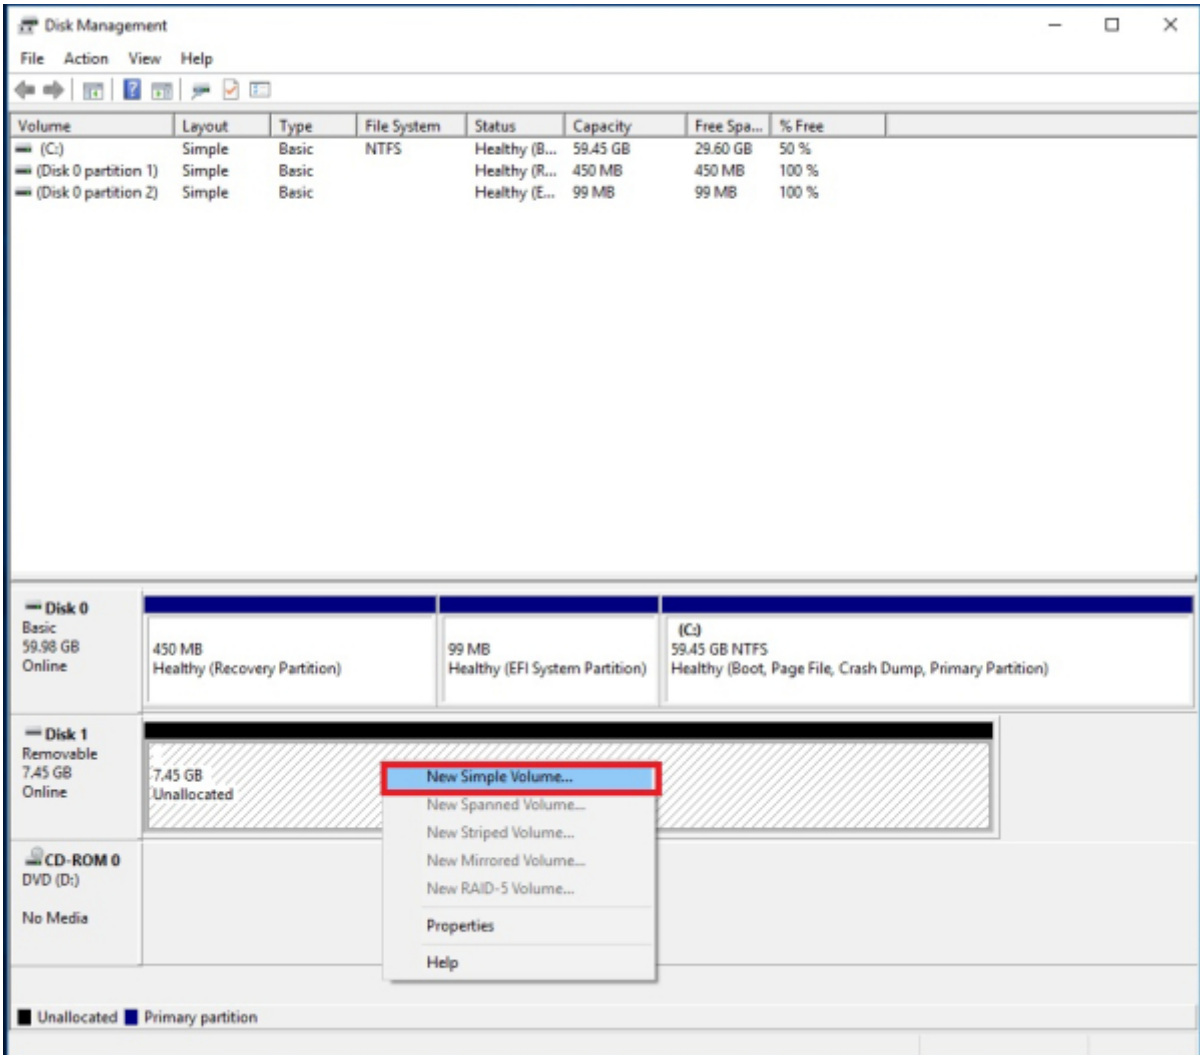 Disk Management
File Action View Help
Volume Layout Type File System Status Capacity Free Spa... % Free
(C:) Simple Basic NTFS Healthy (B... 59.45 GB 29.60 GB 50 %
(Disk 0 partition 1) Simple Basic Healthy (R... 450 MB 450 MB 100 %
(Disk 0 partition 2) Simple Basic Healthy (E... 99 MB 99 MB 100 %
Disk 0
Basic
59.98 GB
Online
450 MB
Healthy (Recovery Partition)
99 MB
Healthy (EFI System Partition)
(C:)
59.45 GB NTFS
Healthy (Boot, Page File, Crash Dump, Primary Partition)
Disk 1
Removable
7.45 GB
Online
7.45 GB
Unallocated
New Simple Volume...
New Spanned Volume...
New Striped Volume...
New Mirrored Volume...
New RAID-5 Volume...
Properties
Help
CD-ROM 0
DVD (D:)
No Media
Unallocated Primary partition